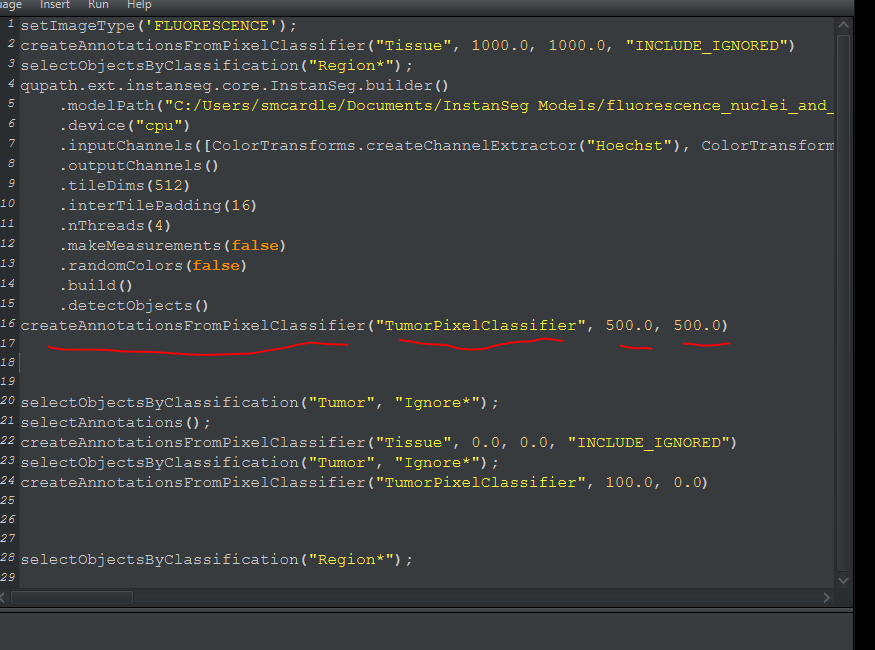 Insert Run Help
1 setImageType('FLUORESCENCE');
2 createAnnotationsFromPixelClassifier("Tissue", 1000.0, 1000.0, "INCLUDE_IGNORED")
3 selectObjectsByClassification("Region*");
4 qupath.ext.instanseg.core.InstanSeg.builder()
5     .modelPath("C:/Users/smcardle/Documents/InstanSeg Models/fluorescence_nuclei_and_
6     .device("cpu")
7     .inputChannels([ColorTransforms.createChannelExtractor("Hoechst"), ColorTransform
8     .outputChannels()
9     .tileDims(512)
10     .interTilePadding(16)
11     .nThreads(4)
12     .makeMeasurements(false)
13     .randomColors(false)
14     .build()
15     .detectObjects()
16 createAnnotationsFromPixelClassifier("TumorPixelClassifier", 500.0, 500.0)
17
18
19
20 selectObjectsByClassification("Tumor", "Ignore*");
21 selectAnnotations();
22 createAnnotationsFromPixelClassifier("Tissue", 0.0, 0.0, "INCLUDE_IGNORED")
23 selectObjectsByClassification("Tumor", "Ignore*");
24 createAnnotationsFromPixelClassifier("TumorPixelClassifier", 100.0, 0.0)
25
26
27
28 selectObjectsByClassification("Region*");
29